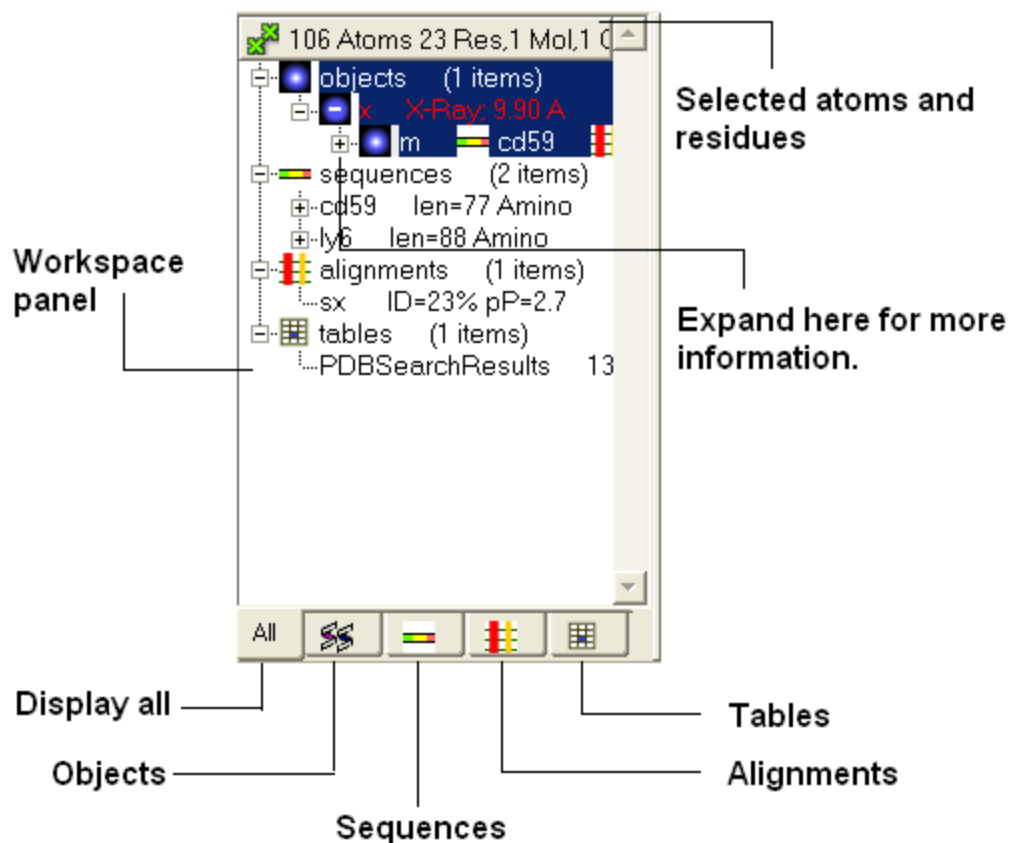 106 Atoms 23 Res,1 Mol,1
objects (1 items)
x X-Ray; 9.90 A
m cd59
sequences (2 items)
cd59 len=77 Amino
ly6 len=88 Amino
alignments (1 items)
sx ID=23% pP=2.7
tables (1 items)
PDBSearchResults 13
All
Selected atoms and
residues
Workspace
panel
Expand here for more
information.
Display all
Objects
Sequences
Tables
Alignments